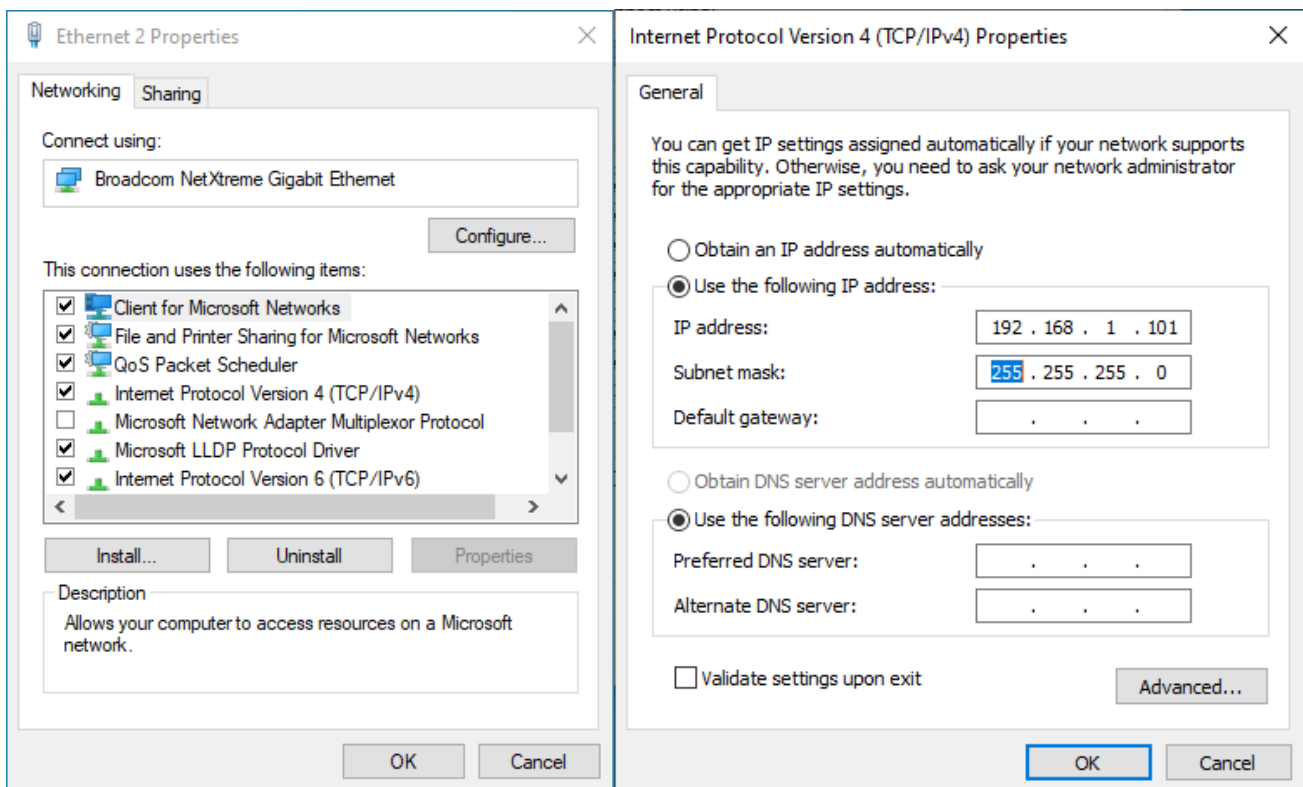 Ethernet 2 Properties
Networking
Sharing
Connect using:
Broadcom NetXtreme Gigabit Ethernet
Configure...
This connection uses the following items:
Client for Microsoft Networks
File and Printer Sharing for Microsoft Networks
QoS Packet Scheduler
Internet Protocol Version 4 (TCP/IPv4)
Microsoft Network Adapter Multiplexor Protocol
Microsoft LLDP Protocol Driver
Internet Protocol Version 6 (TCP/IPv6)
Install...
Uninstall
Properties
Description
Allows your computer to access resources on a Microsoft
network.
OK
Cancel
Internet Protocol Version 4 (TCP/IPv4) Properties
General
You can get IP settings assigned automatically if your network supports
this capability. Otherwise, you need to ask your network administrator
for the appropriate IP settings.
Obtain an IP address automatically
Use the following IP address:
IP address:
192 . 168 . 1 . 101
Subnet mask:
255 . 255 . 255 . 0
Default gateway:
. . .
Obtain DNS server address automatically
Use the following DNS server addresses:
Preferred DNS server:
. . .
Alternate DNS server:
. . .
Validate settings upon exit
Advanced...
OK
Cancel